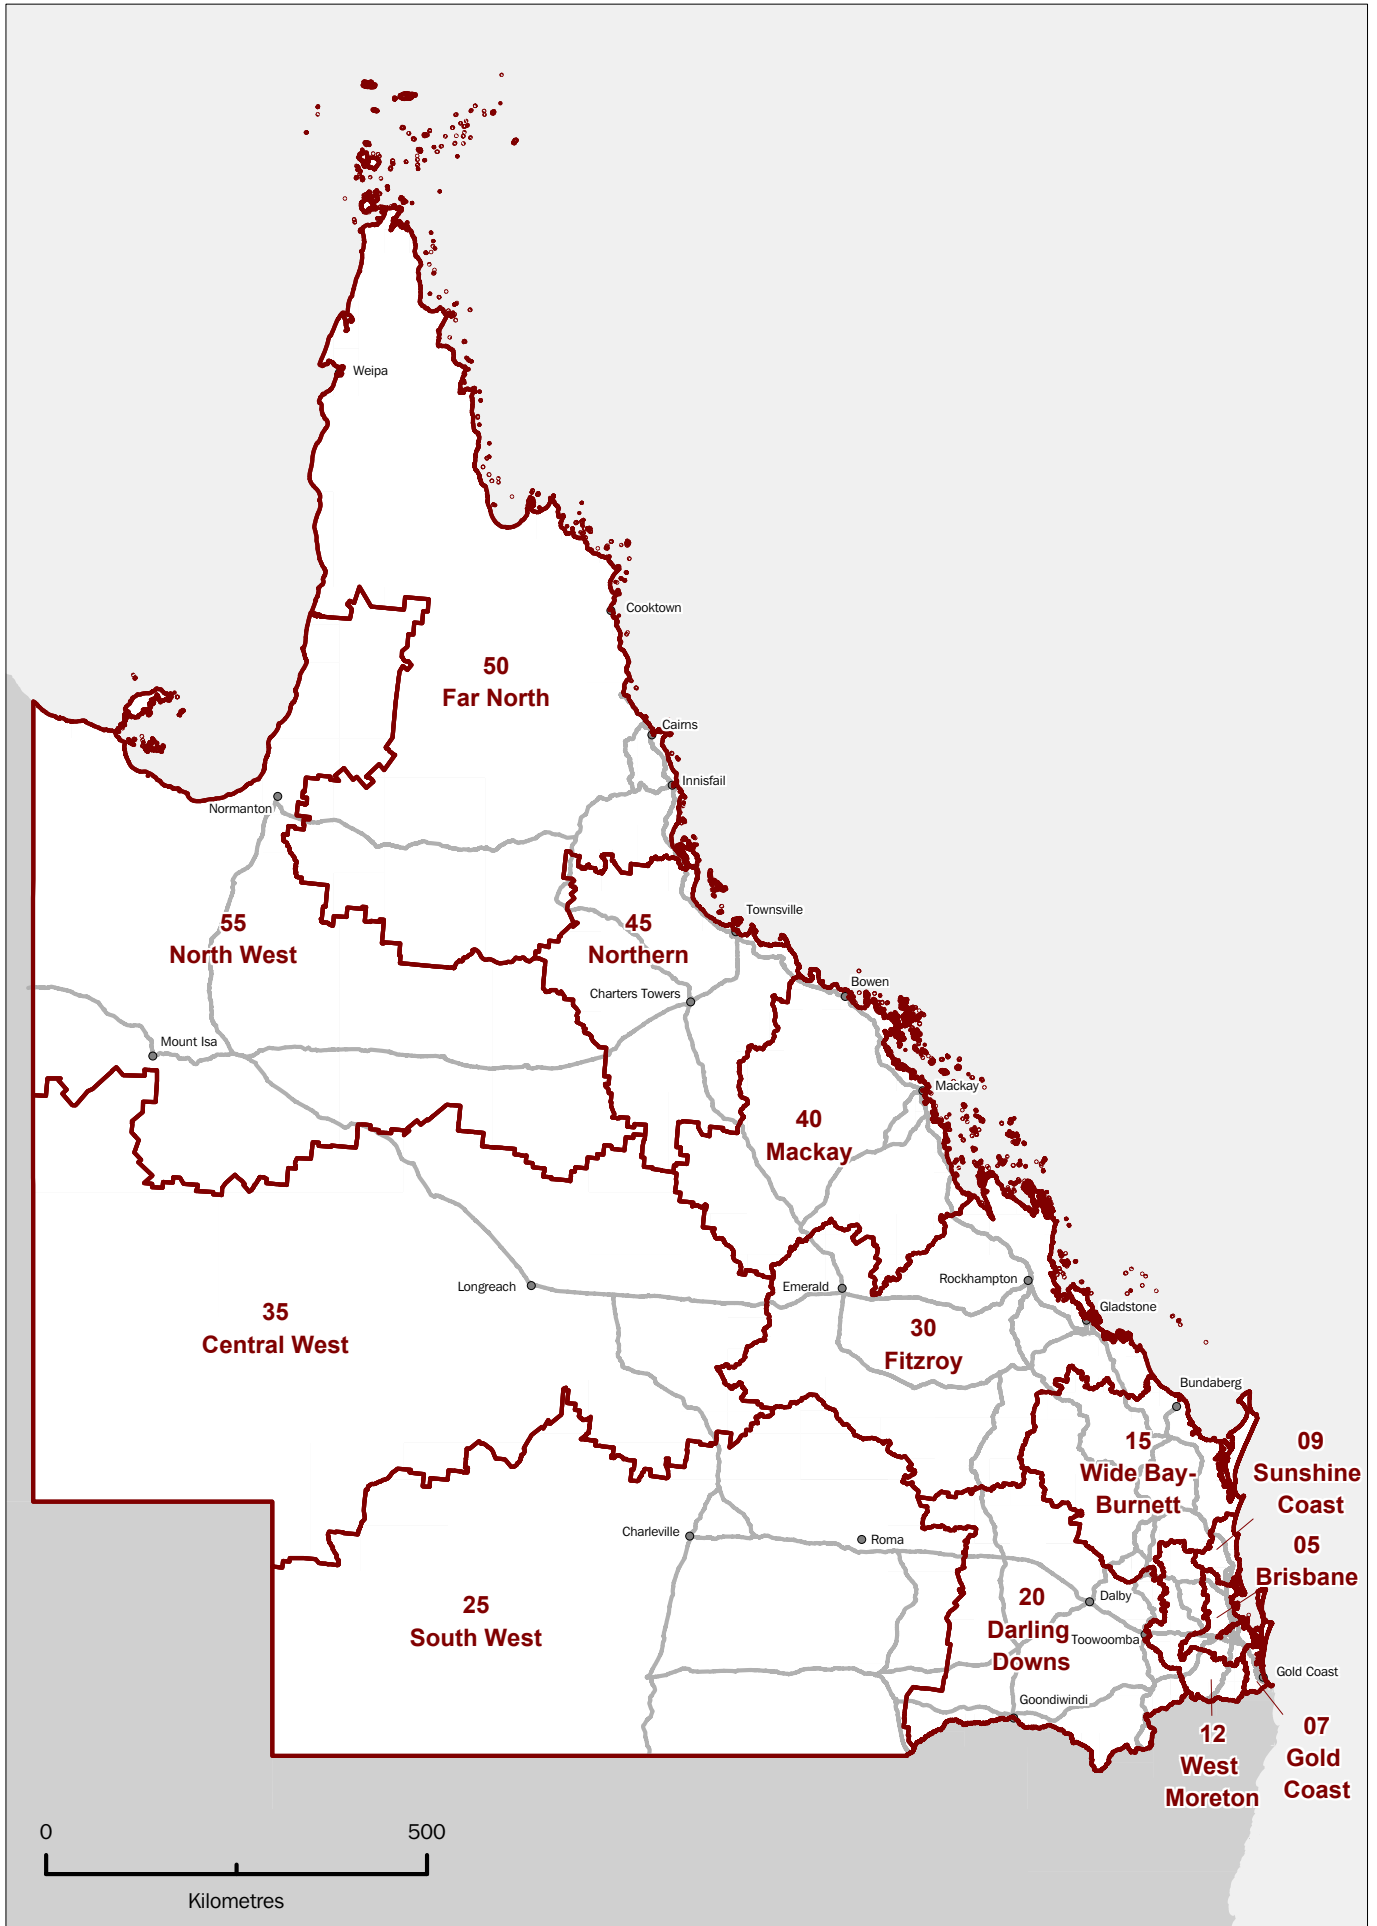 Weipa
Cooktown
50
Far North
Cairns
Innisfail
Normanton
Townsville
55
North West
45
Northern
Bowen
Charters Towers
Mount Isa
Mackay
40
Mackay
Longreach
Emerald
Rockhampton
Gladstone
35
Central West
30
Fitzroy
Bundaberg
15
Wide Bay-
Burnett
09
Sunshine
Coast
Charleville
Roma
05
Brisbane
25
South West
20
Darling
Downs
Dalby
Toowoomba
Gold Coast
Goondiwindi
12
West
Moreton
07
Gold
Coast
0
500
Kilometres